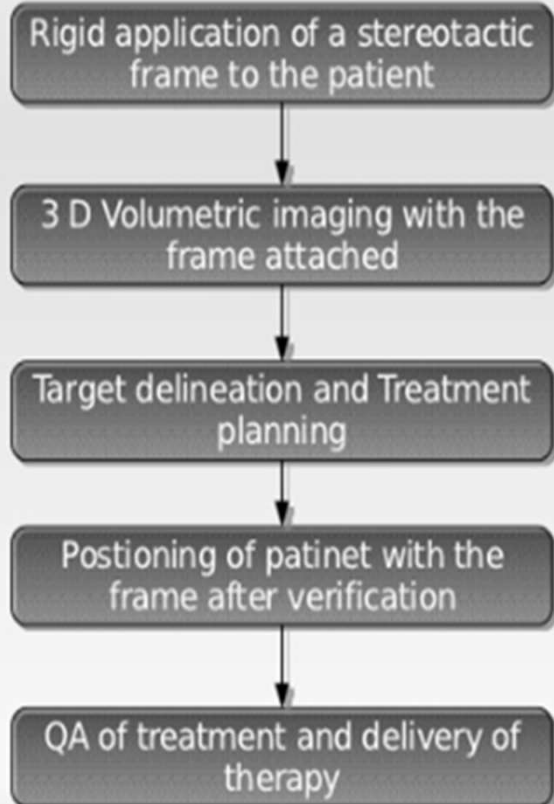 Rigid application of a stereotactic
frame to the patient
3 D Volumetric imaging with the
frame attached
Target delineation and Treatment
planning
Postioning of patinet with the
frame after verification
QA of treatment and delivery of
therapy